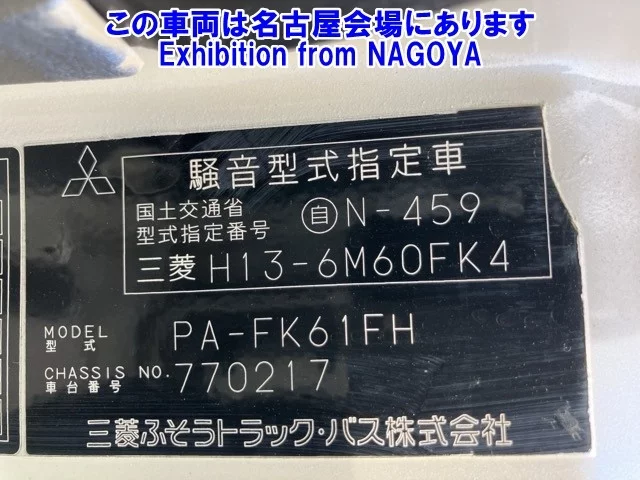 この車両は名古屋会場にあります
Exhibition from NAGOYA
騒音型式指定車
国土交通省
型式指定番号
自 N-459
三菱 H13-6M60FK4
MODEL
型式
PA-FK61FH
CHASSIS NO.
車台番号
770217
三菱ふそうトラック・バス株式会社